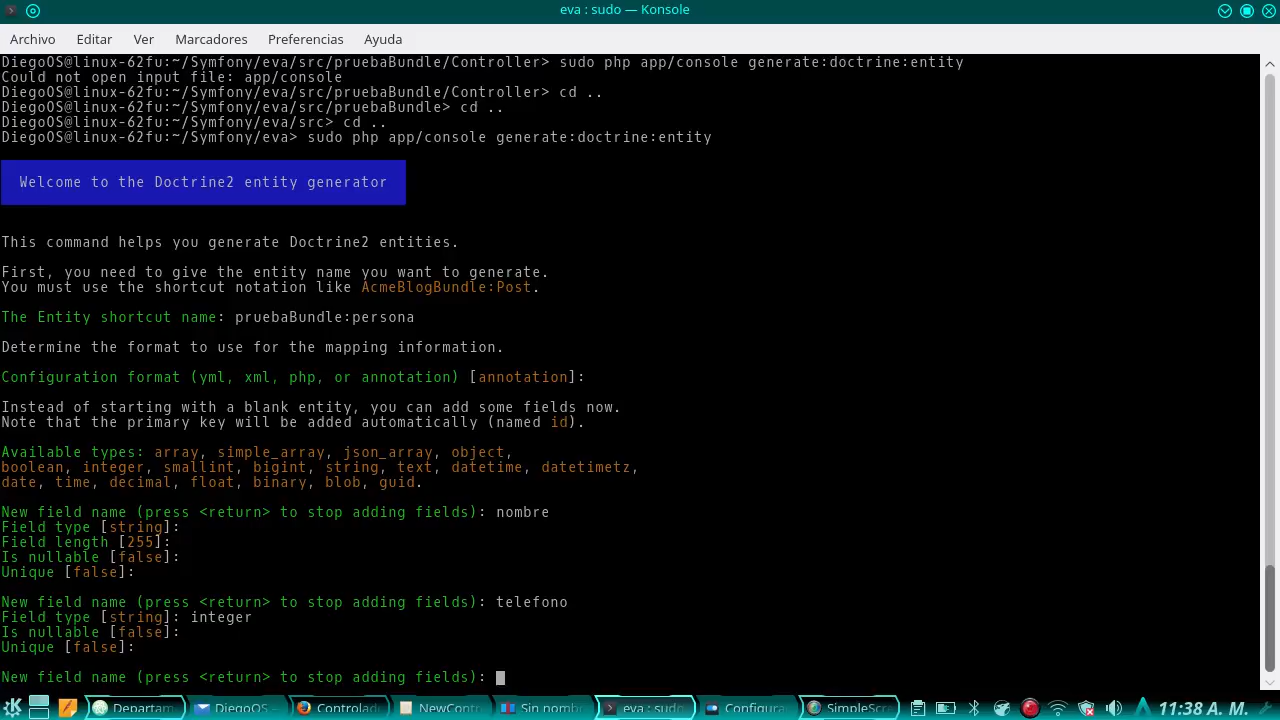 eva : sudo — Konsole
Archivo Editar Ver Marcadores Preferencias Ayuda
DiegoOS@linux-62fu:~/Symfony/eva/src/pruebaBundle/Controller> sudo php app/console generate:doctrine:entity
Could not open input file: app/console
DiegoOS@linux-62fu:~/Symfony/eva/src/pruebaBundle/Controller> cd ..
DiegoOS@linux-62fu:~/Symfony/eva/src/pruebaBundle> cd ..
DiegoOS@linux-62fu:~/Symfony/eva/src> cd ..
DiegoOS@linux-62fu:~/Symfony/eva> sudo php app/console generate:doctrine:entity
Welcome to the Doctrine2 entity generator
This command helps you generate Doctrine2 entities.
First, you need to give the entity name you want to generate.
You must use the shortcut notation like AcmeBlogBundle:Post.
The Entity shortcut name: pruebaBundle:persona
Determine the format to use for the mapping information.
Configuration format (yml, xml, php, or annotation) [annotation]:
Instead of starting with a blank entity, you can add some fields now.
Note that the primary key will be added automatically (named id).
Available types: array, simple_array, json_array, object,
boolean, integer, smallint, bigint, string, text, datetime, datetimetz,
date, time, decimal, float, binary, blob, guid.
New field name (press <return> to stop adding fields): nombre
Field type [string]:
Field length [255]:
Is nullable [false]:
Unique [false]:
New field name (press <return> to stop adding fields): telefono
Field type [string]: integer
Is nullable [false]:
Unique [false]:
New field name (press <return> to stop adding fields):
Departam DiegoOS — Controlad NewContr Sin nombr eva : sudo Configura SimpleScre 11:38 A. M.